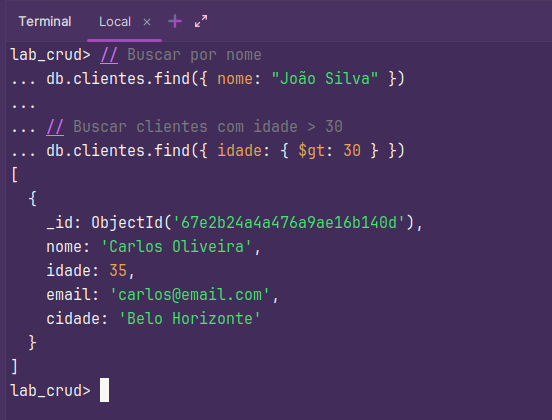 Terminal Local × +
lab_crud> // Buscar por nome
... db.clientes.find({ nome: "João Silva" })
...
... // Buscar clientes com idade > 30
... db.clientes.find({ idade: { $gt: 30 } })
[
  {
    _id: ObjectId('67e2b24a4a476a9ae16b140d'),
    nome: 'Carlos Oliveira',
    idade: 35,
    email: 'carlos@email.com',
    cidade: 'Belo Horizonte'
  }
]
lab_crud>